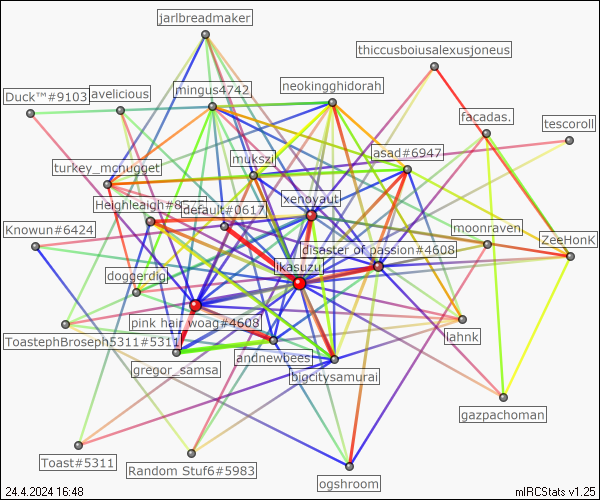 jarlbreadmaker
thiccusboiusalexusjoneus
neokingghidorah
mingus4742
avelicious
Duck™#9103
facadas.
tescoroll
asad#6947
mukszi
turkey_mcnugget
xenoyaut
Heighleaigh#8
default#0617
moonraven
Knowun#6424
ZeeHonK
disaster of passion#4608
ikasuzu
doggerdig
pink hair woag#4608
ToastephBroseph5311#5311
lahnk
andnewbees
gregor_samsa
bigcitysamurai
gazpachoman
Toast#5311
Random Stuf6#5983
ogshroom
24.4.2024 16:48
mIRCStats v1.25